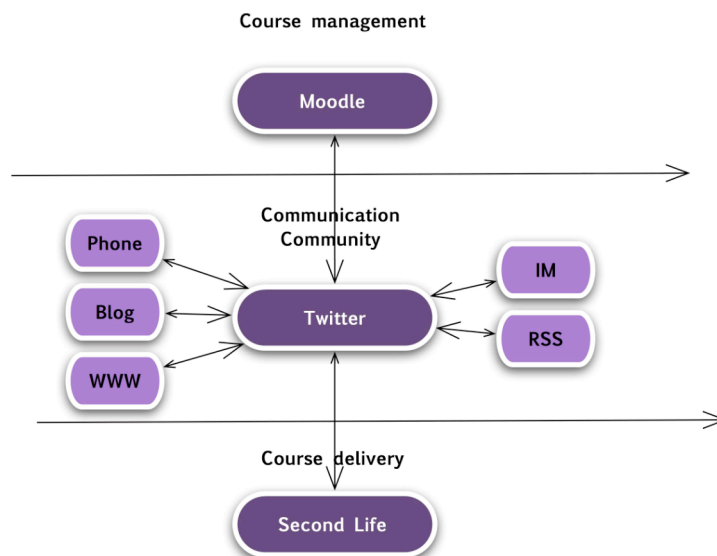 Course management
Moodle
Communication
Community
Phone
Blog
WWW
Twitter
IM
RSS
Course delivery
Second Life